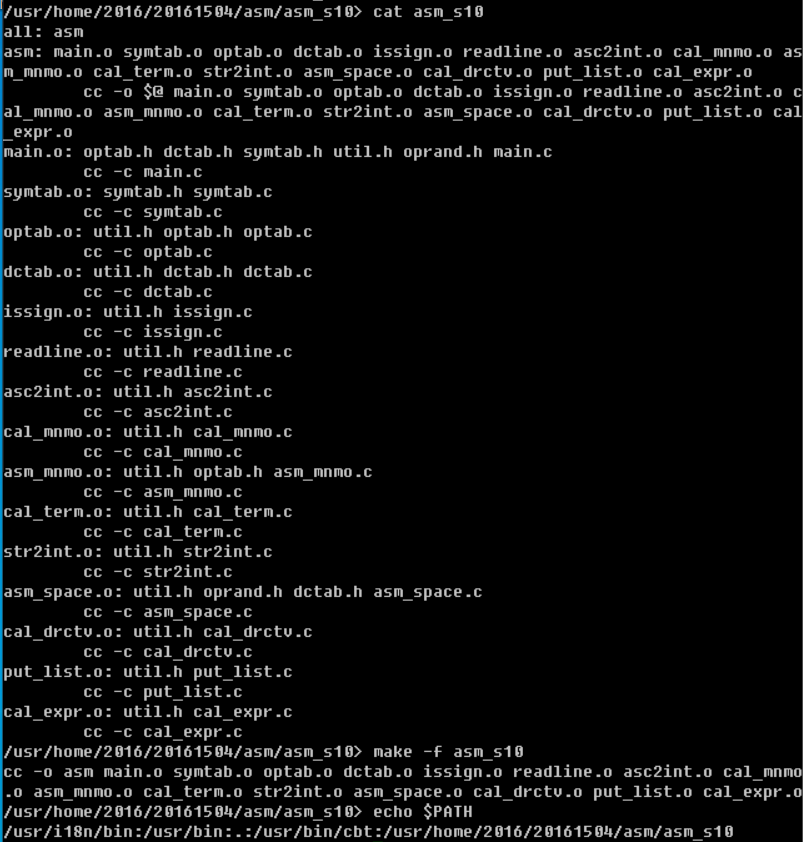 /usr/home/2016/20161504/asm/asm_s10> cat asm_s10
all: asm
asm: main.o symtab.o optab.o dctab.o issign.o readline.o asc2int.o cal_mnmo.o as
m_mnmo.o cal_term.o str2int.o asm_space.o cal_drctv.o put_list.o cal_expr.o
        cc -o $@ main.o symtab.o optab.o dctab.o issign.o readline.o asc2int.o c
al_mnmo.o asm_mnmo.o cal_term.o str2int.o asm_space.o cal_drctv.o put_list.o cal
_expr.o
main.o: optab.h dctab.h symtab.h util.h oprand.h main.c
        cc -c main.c
symtab.o: symtab.h symtab.c
        cc -c symtab.c
optab.o: util.h optab.h optab.c
        cc -c optab.c
dctab.o: util.h dctab.h dctab.c
        cc -c dctab.c
issign.o: util.h issign.c
        cc -c issign.c
readline.o: util.h readline.c
        cc -c readline.c
asc2int.o: util.h asc2int.c
        cc -c asc2int.c
cal_mnmo.o: util.h cal_mnmo.c
        cc -c cal_mnmo.c
asm_mnmo.o: util.h optab.h asm_mnmo.c
        cc -c asm_mnmo.c
cal_term.o: util.h cal_term.c
        cc -c cal_term.c
str2int.o: util.h str2int.c
        cc -c str2int.c
asm_space.o: util.h oprand.h dctab.h asm_space.c
        cc -c asm_space.c
cal_drctv.o: util.h cal_drctv.c
        cc -c cal_drctv.c
put_list.o: util.h put_list.c
        cc -c put_list.c
cal_expr.o: util.h cal_expr.c
        cc -c cal_expr.c
/usr/home/2016/20161504/asm/asm_s10> make -f asm_s10
cc -o asm main.o symtab.o optab.o dctab.o issign.o readline.o asc2int.o cal_mnmo
.o asm_mnmo.o cal_term.o str2int.o asm_space.o cal_drctv.o put_list.o cal_expr.o
/usr/home/2016/20161504/asm/asm_s10> echo $PATH
/usr/i18n/bin:/usr/bin:.:/usr/bin/cbt:/usr/home/2016/20161504/asm/asm_s10